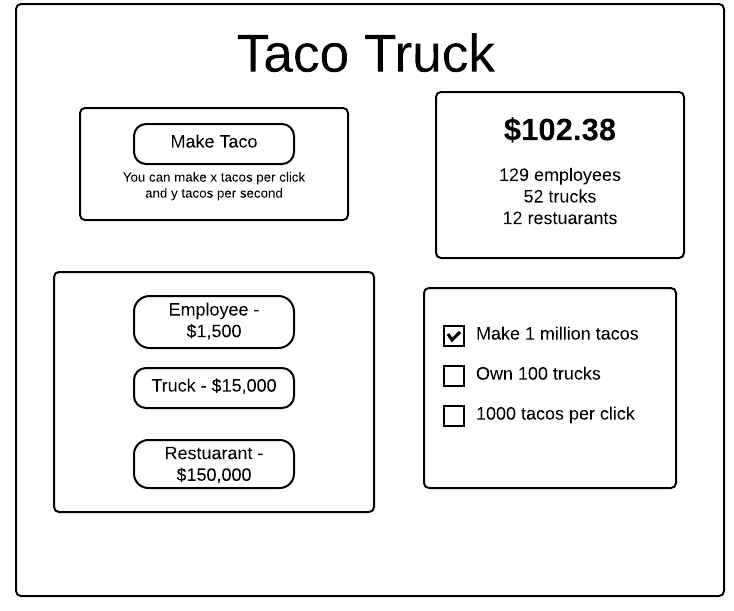 Taco Truck
Make Taco
You can make x tacos per click
and y tacos per second
$102.38
129 employees
52 trucks
12 restuarants
Employee -
$1,500
Truck - $15,000
Restuarant -
$150,000
Make 1 million tacos
Own 100 trucks
1000 tacos per click